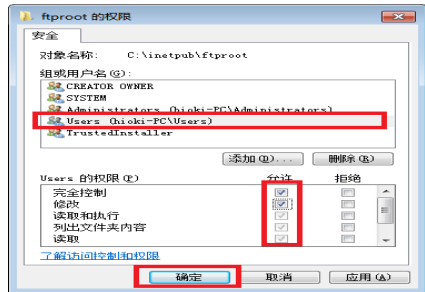 ftproot 的权限
安全
对象名称: C:\inetpub\ftproot
组或用户名(G):
CREATOR OWNER
SYSTEM
Administrators (hioki-PC\Administrators)
Users (hioki-PC\Users)
TrustedInstaller
添加(D)... 删除(R)
Users 的权限(P) 允许 拒绝
完全控制
修改
读取和执行
列出文件夹内容
读取
了解访问控制和权限
确定 取消 应用(A)